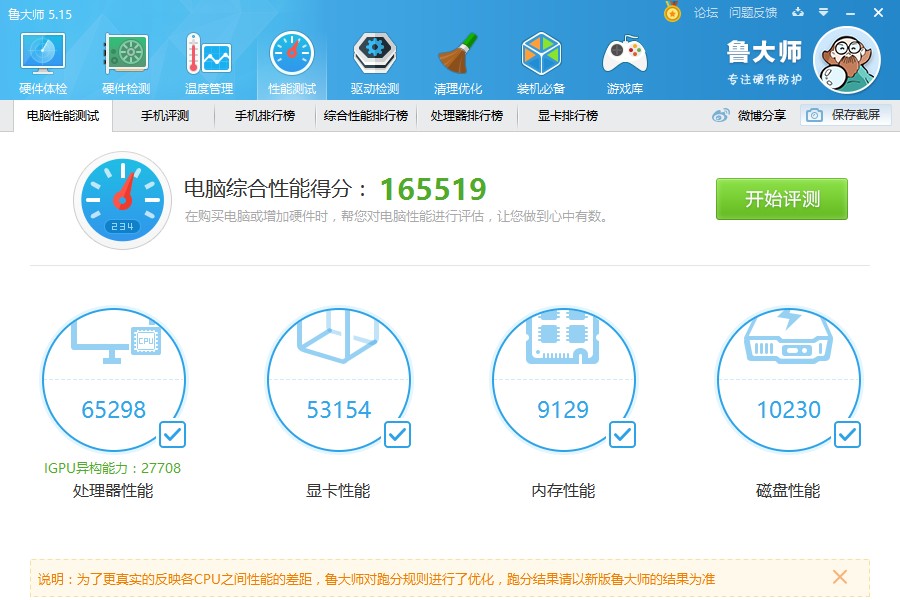 鲁大师 5.15
论坛 问题反馈
硬件体检 硬件检测 温度管理 性能测试 驱动检测 清理优化 装机必备 游戏库
鲁大师
专注硬件防护
电脑性能测试 手机评测 手机排行榜 综合性能排行榜 处理器排行榜 显卡排行榜 微博分享 保存截屏
电脑综合性能得分： 165519
在购买电脑或增加硬件时，帮您对电脑性能进行评估，让您做到心中有数。
开始评测
234
CPU
65298 53154 9129 10230
IGPU异构能力：27708
处理器性能 显卡性能 内存性能 磁盘性能
说明：为了更真实的反映各CPU之间性能的差距，鲁大师对跑分规则进行了优化，跑分结果请以新版鲁大师的结果为准